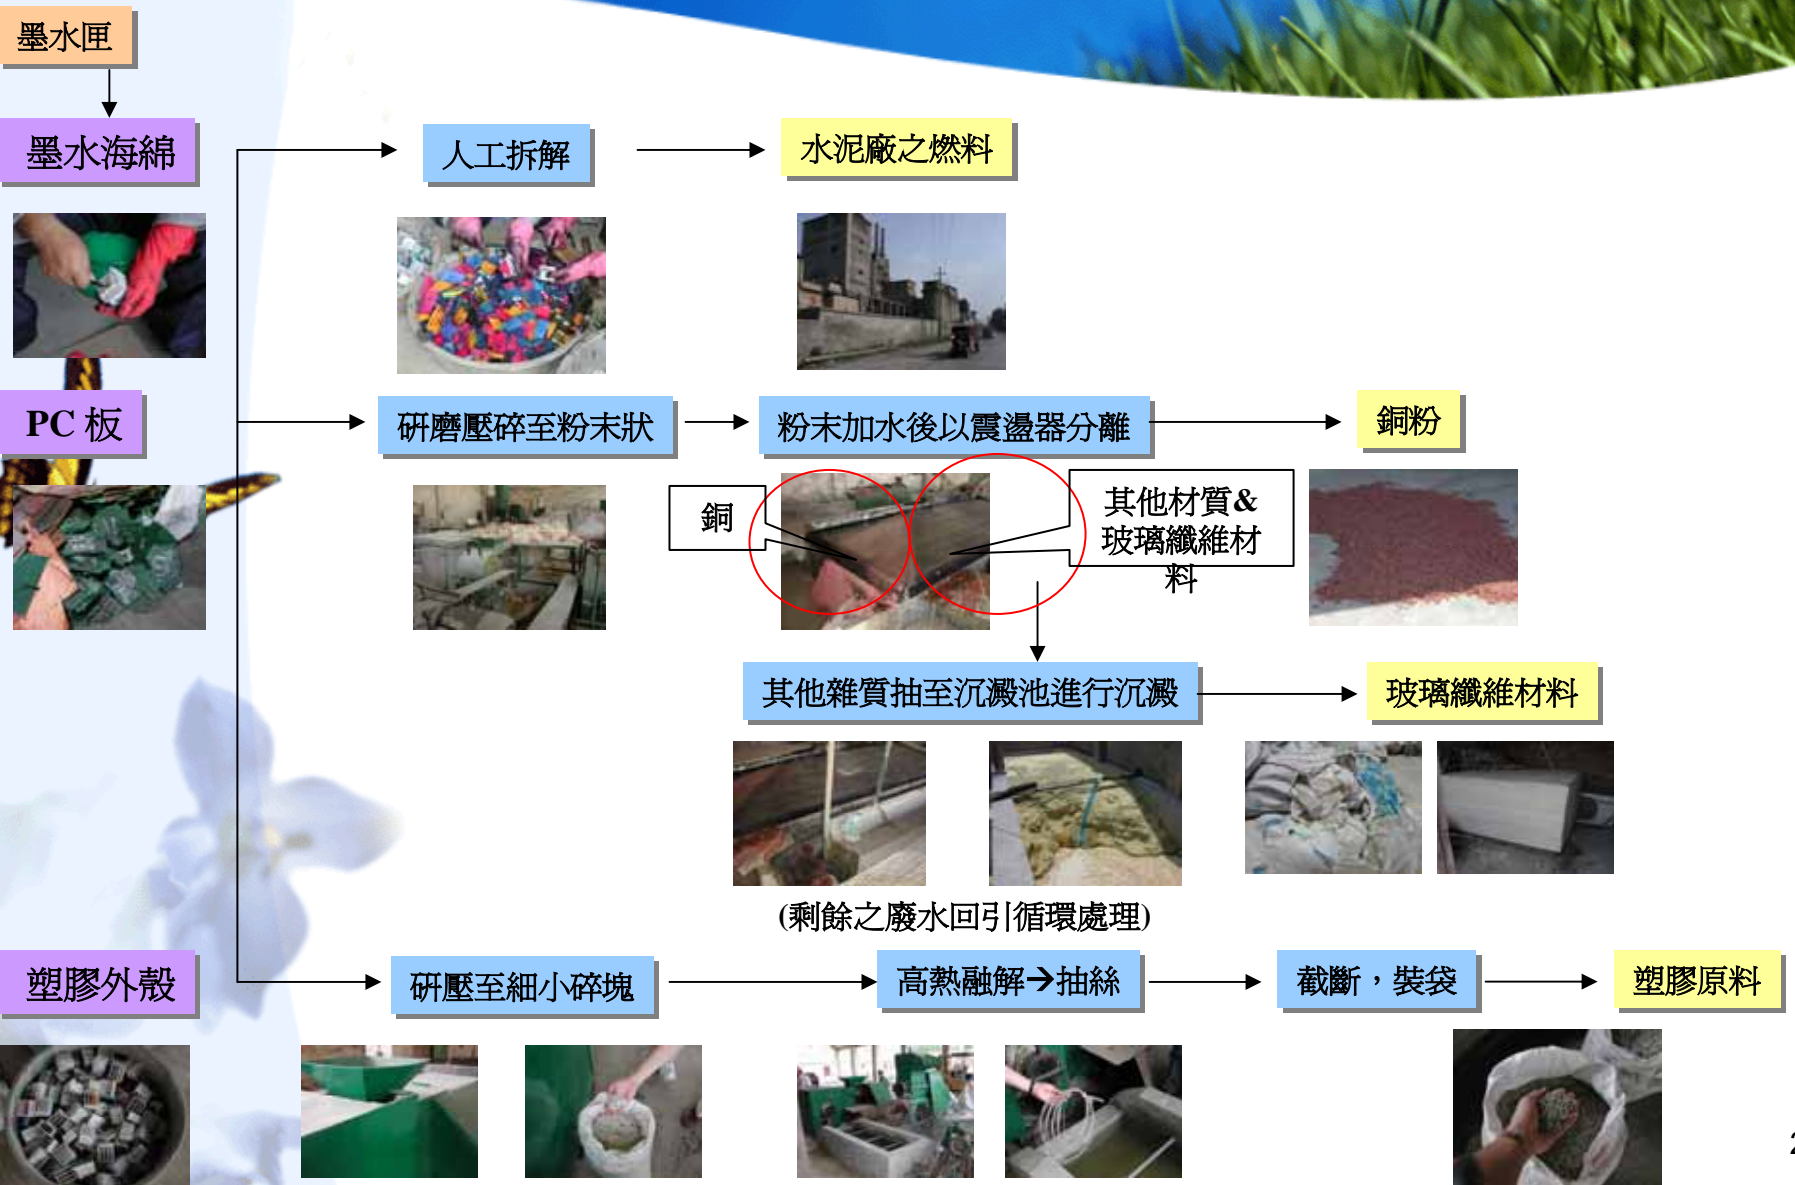 墨水匣
墨水海綿
人工拆解
水泥廠之燃料
PC 板
研磨壓碎至粉末狀
粉末加水後以震盪器分離
銅粉
銅
其他材質&
玻璃纖維材
料
其他雜質抽至沉澱池進行沉澱
玻璃纖維材料
(剩餘之廢水回引循環處理)
塑膠外殼
研壓至細小碎塊
高熱融解→抽絲
截斷，裝袋
塑膠原料
2